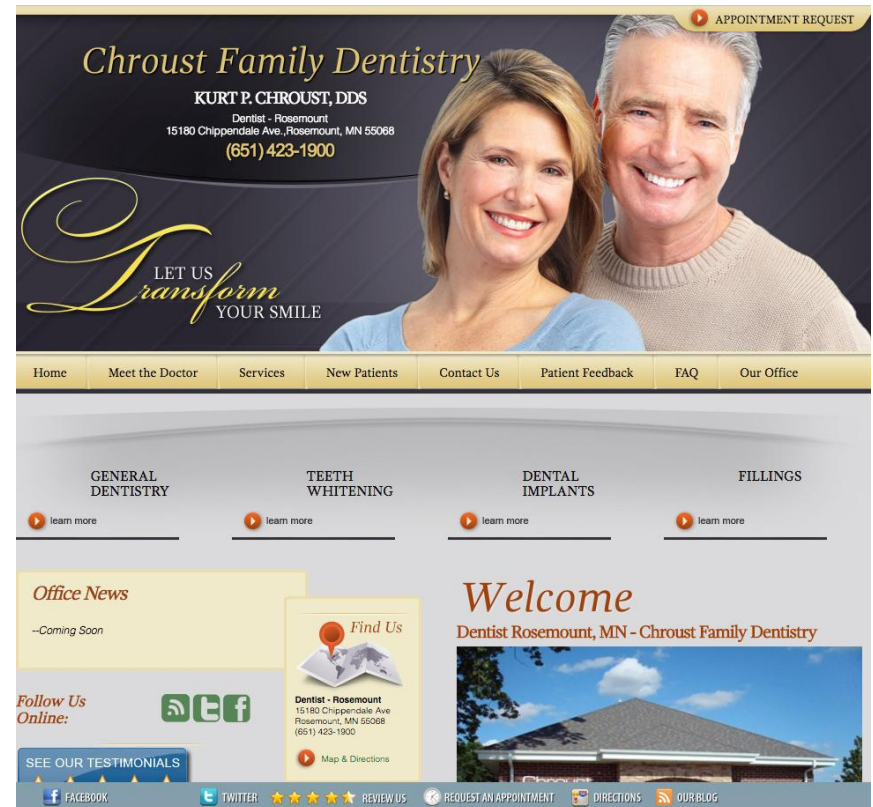 APPOINTMENT REQUEST
Chroust Family Dentistry
KURT P. CHROUST, DDS
Dentist - Rosemount
15180 Chippendale Ave.,Rosemount, MN 55068
(651) 423-1900
LET US
Transform
YOUR SMILE
Home Meet the Doctor Services New Patients Contact Us Patient Feedback FAQ Our Office
GENERAL
DENTISTRY
learn more
TEETH
WHITENING
learn more
DENTAL
IMPLANTS
learn more
FILLINGS
learn more
Office News
--Coming Soon
Find Us
Dentist - Rosemount
15180 Chippendale Ave
Rosemount, MN 55068
(651) 423-1900
Map & Directions
Follow Us
Online:
SEE OUR TESTIMONIALS
Welcome
Dentist Rosemount, MN - Chroust Family Dentistry
Chroust
FACEBOOK TWITTER REVIEW US REQUEST AN APPOINTMENT DIRECTIONS OUR BLOG